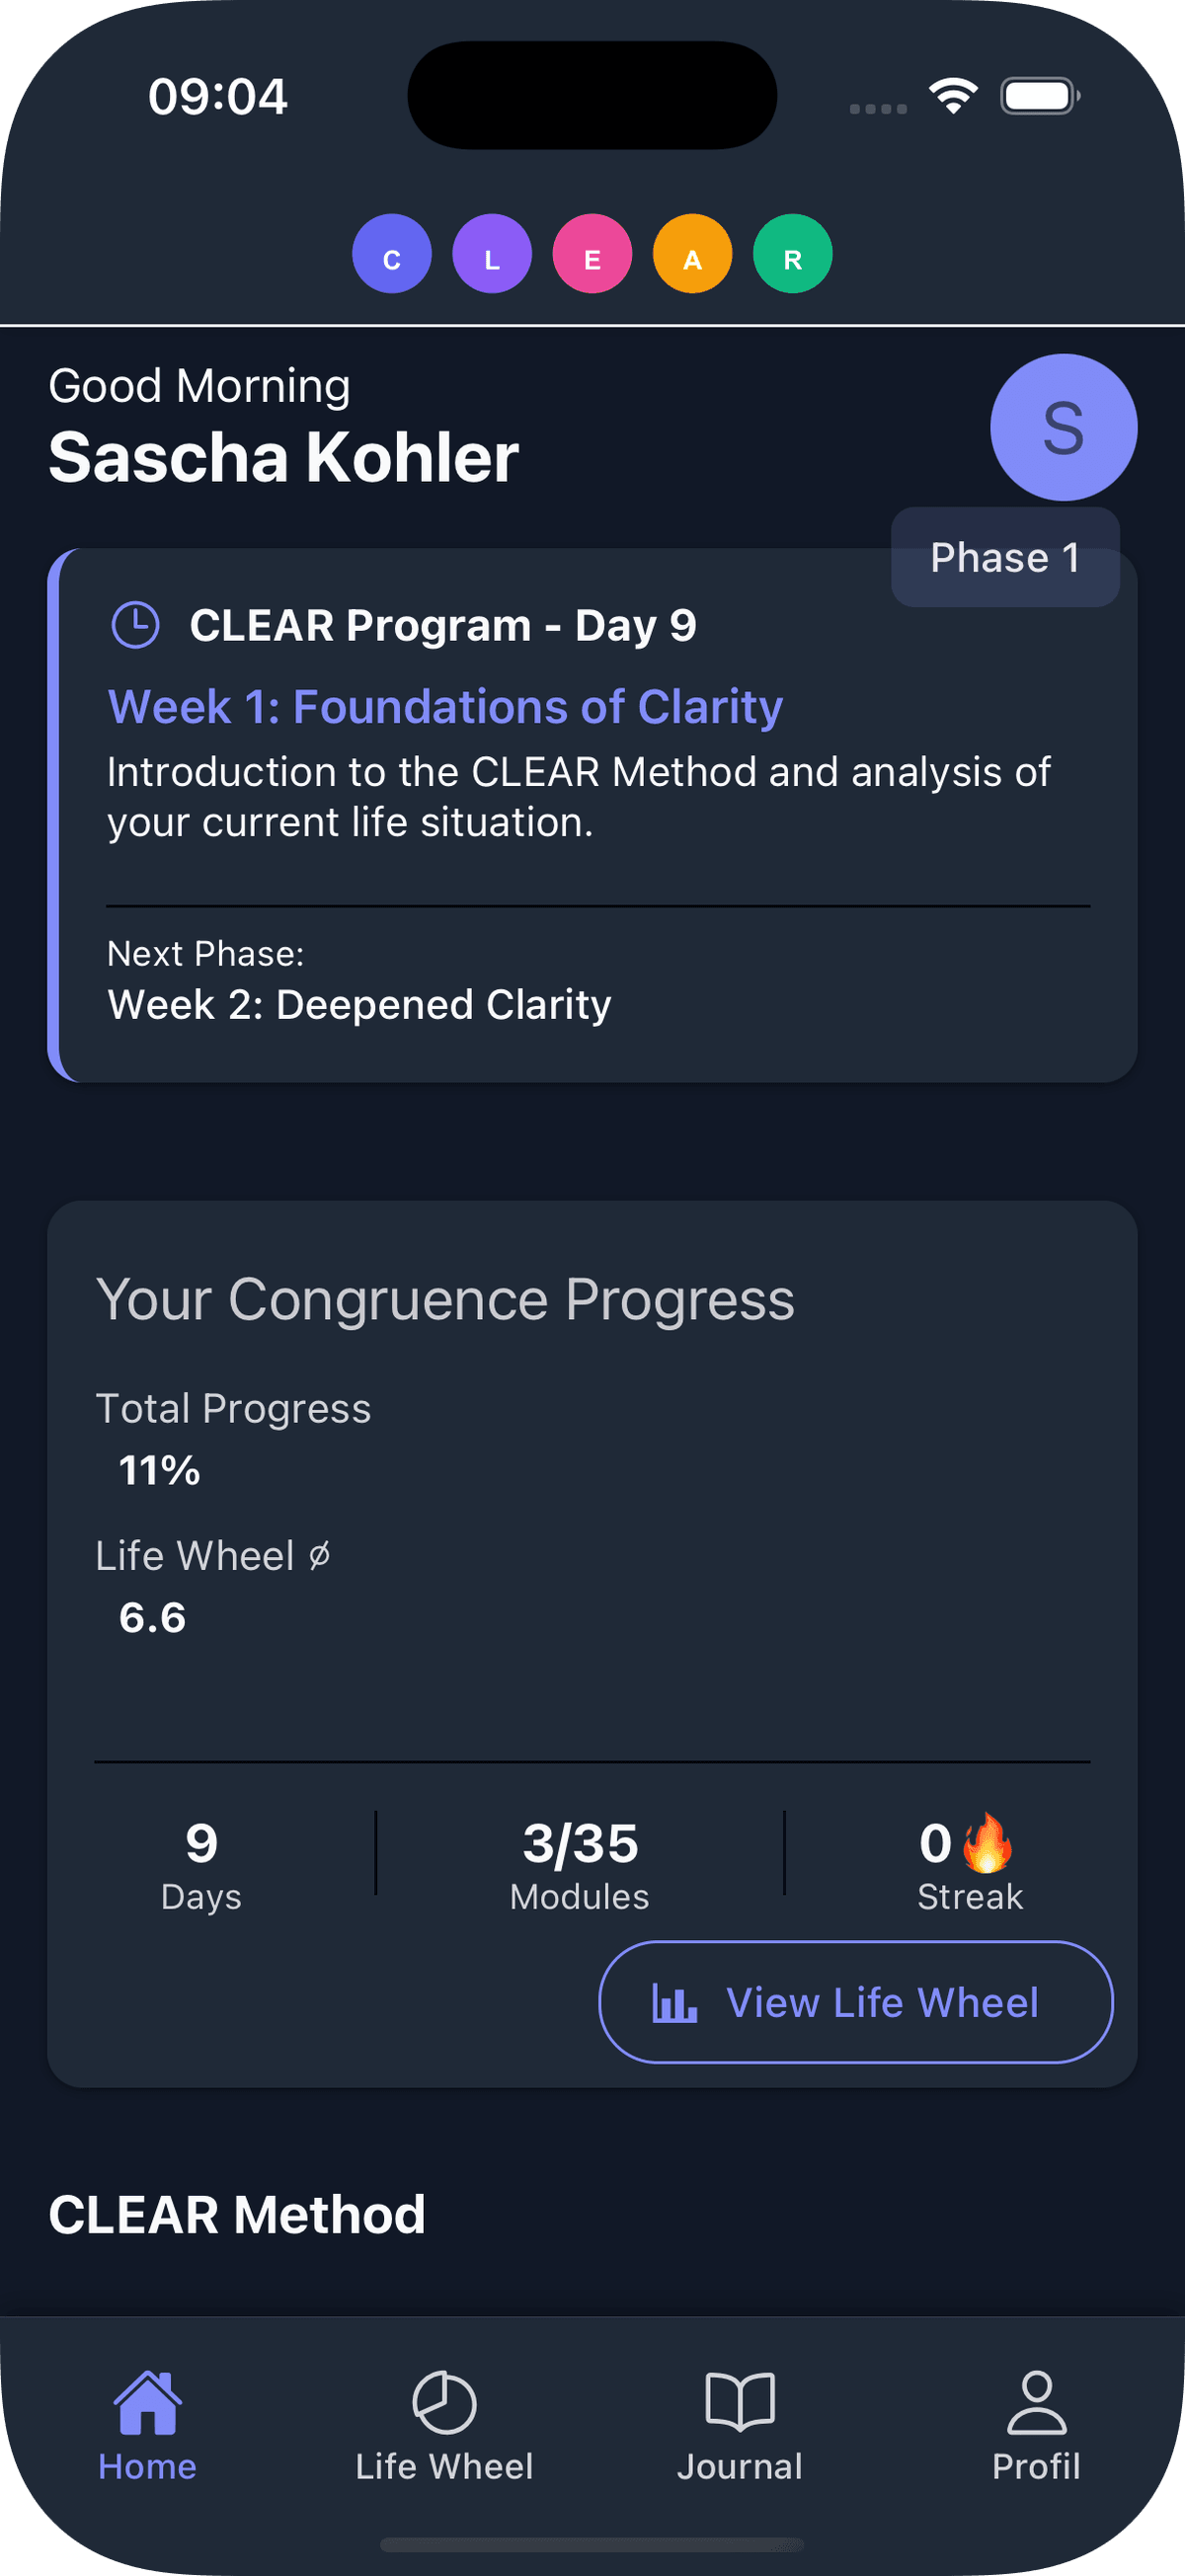 09:04
C L E A R
Good Morning
Sascha Kohler
S
Phase 1
CLEAR Program - Day 9
Week 1: Foundations of Clarity
Introduction to the CLEAR Method and analysis of
your current life situation.
Next Phase:
Week 2: Deepened Clarity
Your Congruence Progress
Total Progress
11%
Life Wheel ∅
6.6
9 3/35 0🔥
Days Modules Streak
View Life Wheel
CLEAR Method
Home Life Wheel Journal Profil